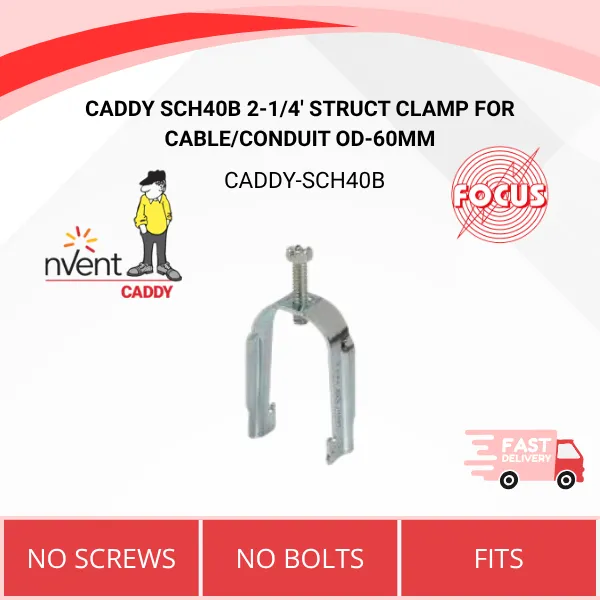 CADDY SCH40B 2-1/4' STRUCT CLAMP FOR
CABLE/CONDUIT OD-60MM
CADDY-SCH40B
FOCUS
nVent
CADDY
FAST
DELIVERY
NO SCREWS
NO BOLTS
FITS